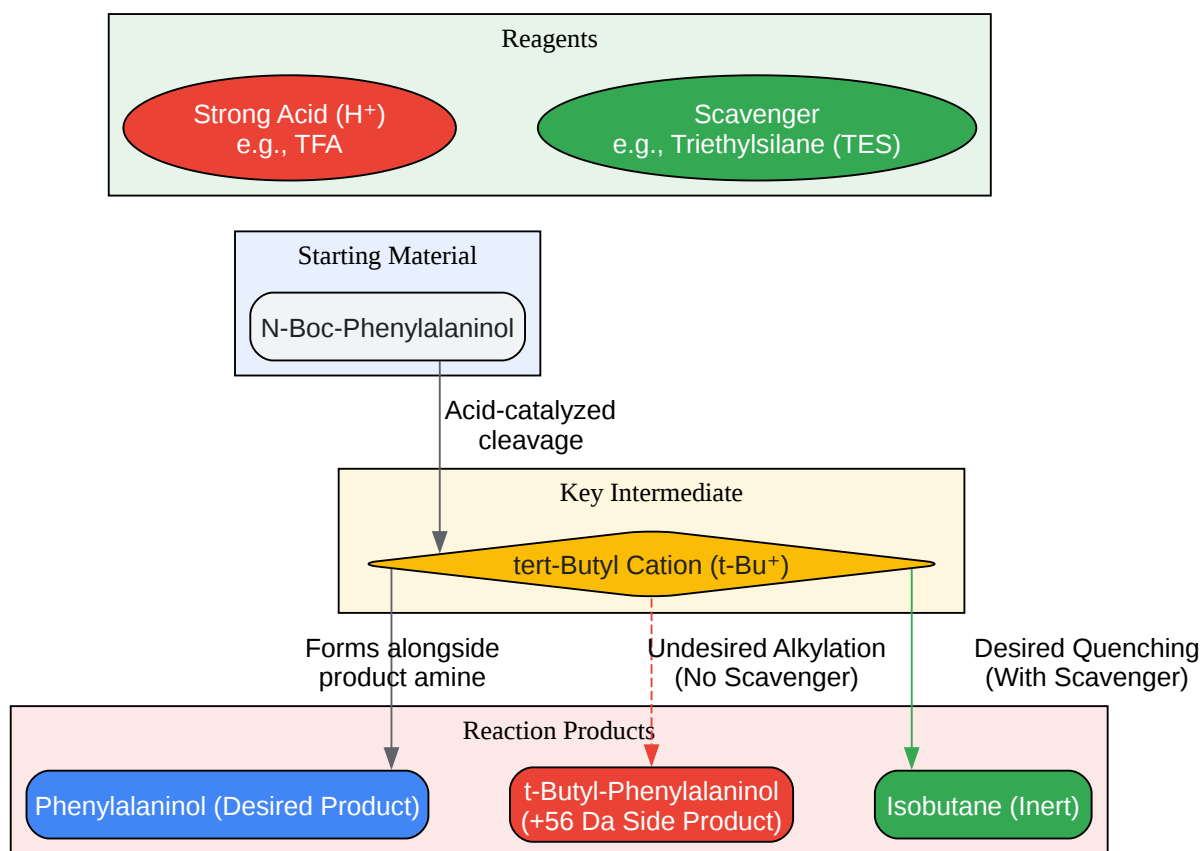 Reagents
Strong Acid (H⁺)
e.g., TFA
Scavenger
e.g., Triethylsilane (TES)
Starting Material
N-Boc-Phenylalaninol
Acid-catalyzed
cleavage
Key Intermediate
tert-Butyl Cation (t-Bu⁺)
Forms alongside
product amine
Undesired Alkylation
(No Scavenger)
Desired Quenching
(With Scavenger)
Reaction Products
Phenylalaninol (Desired Product)
t-Butyl-Phenylalaninol
(+56 Da Side Product)
Isobutane (Inert)